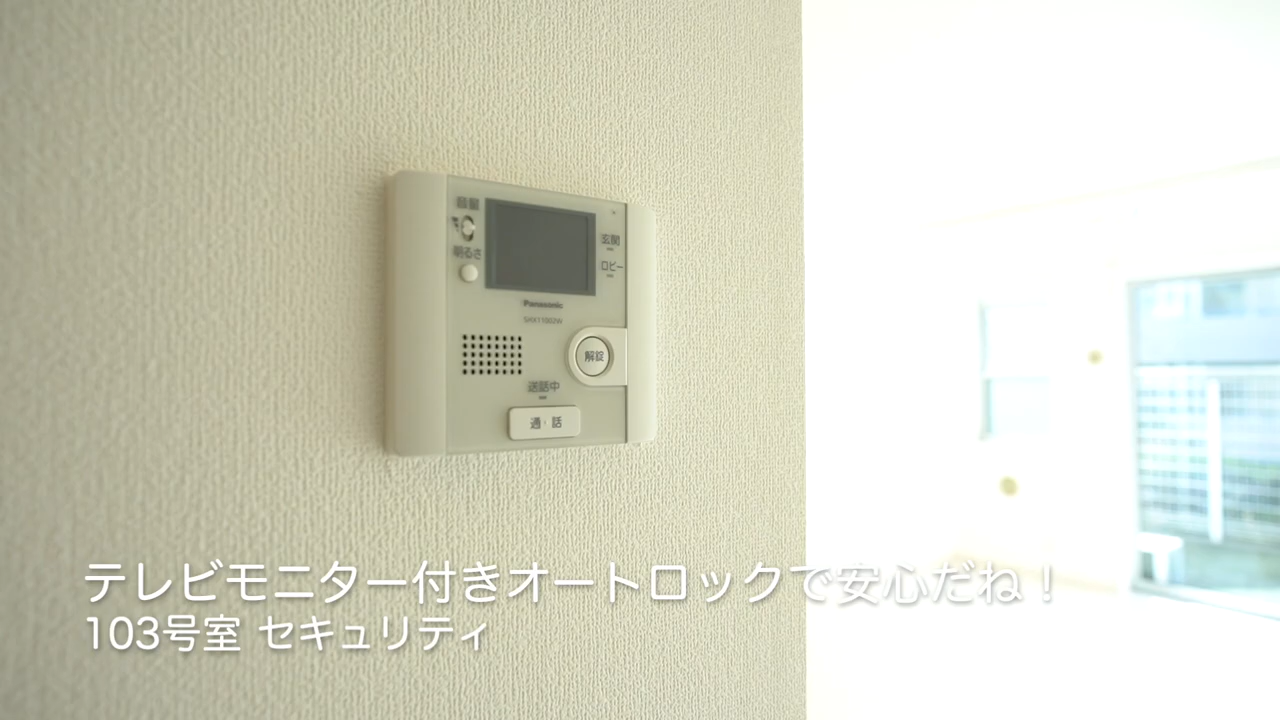 音量
明るさ
玄関
ロビー
Panasonic
解錠
送話中
通話
テレビモニター付きオートロックで安心だね！
103号室 セキュリティ